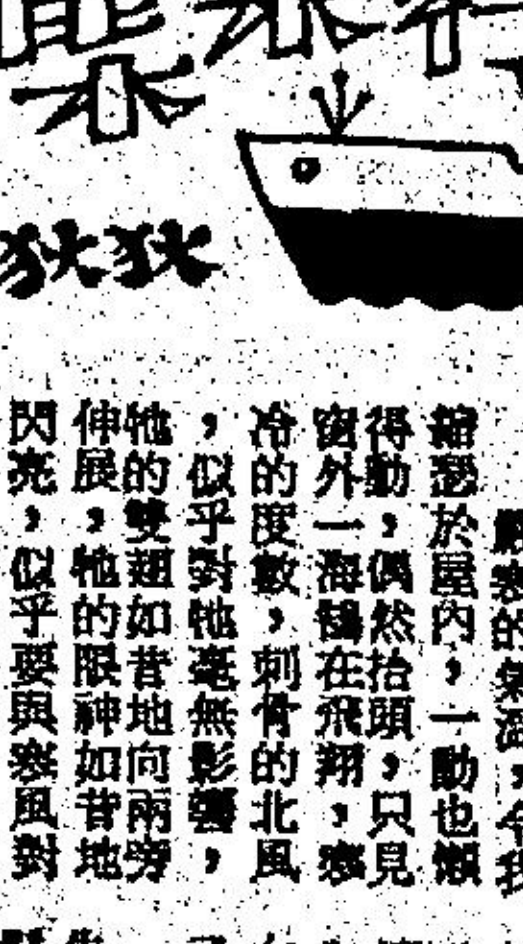 狄狄
嚴寒的氣溫，令我
縮瑟於屋內，一動也懶
得動，偶然抬頭，只見
窗外一海鷗在飛翔，寒
冷的度數，刺骨的北風
，似乎對牠毫無影響，
牠的雙翅如昔地向兩旁
伸展，牠的眼神如昔地
閃亮，似乎要與寒風對